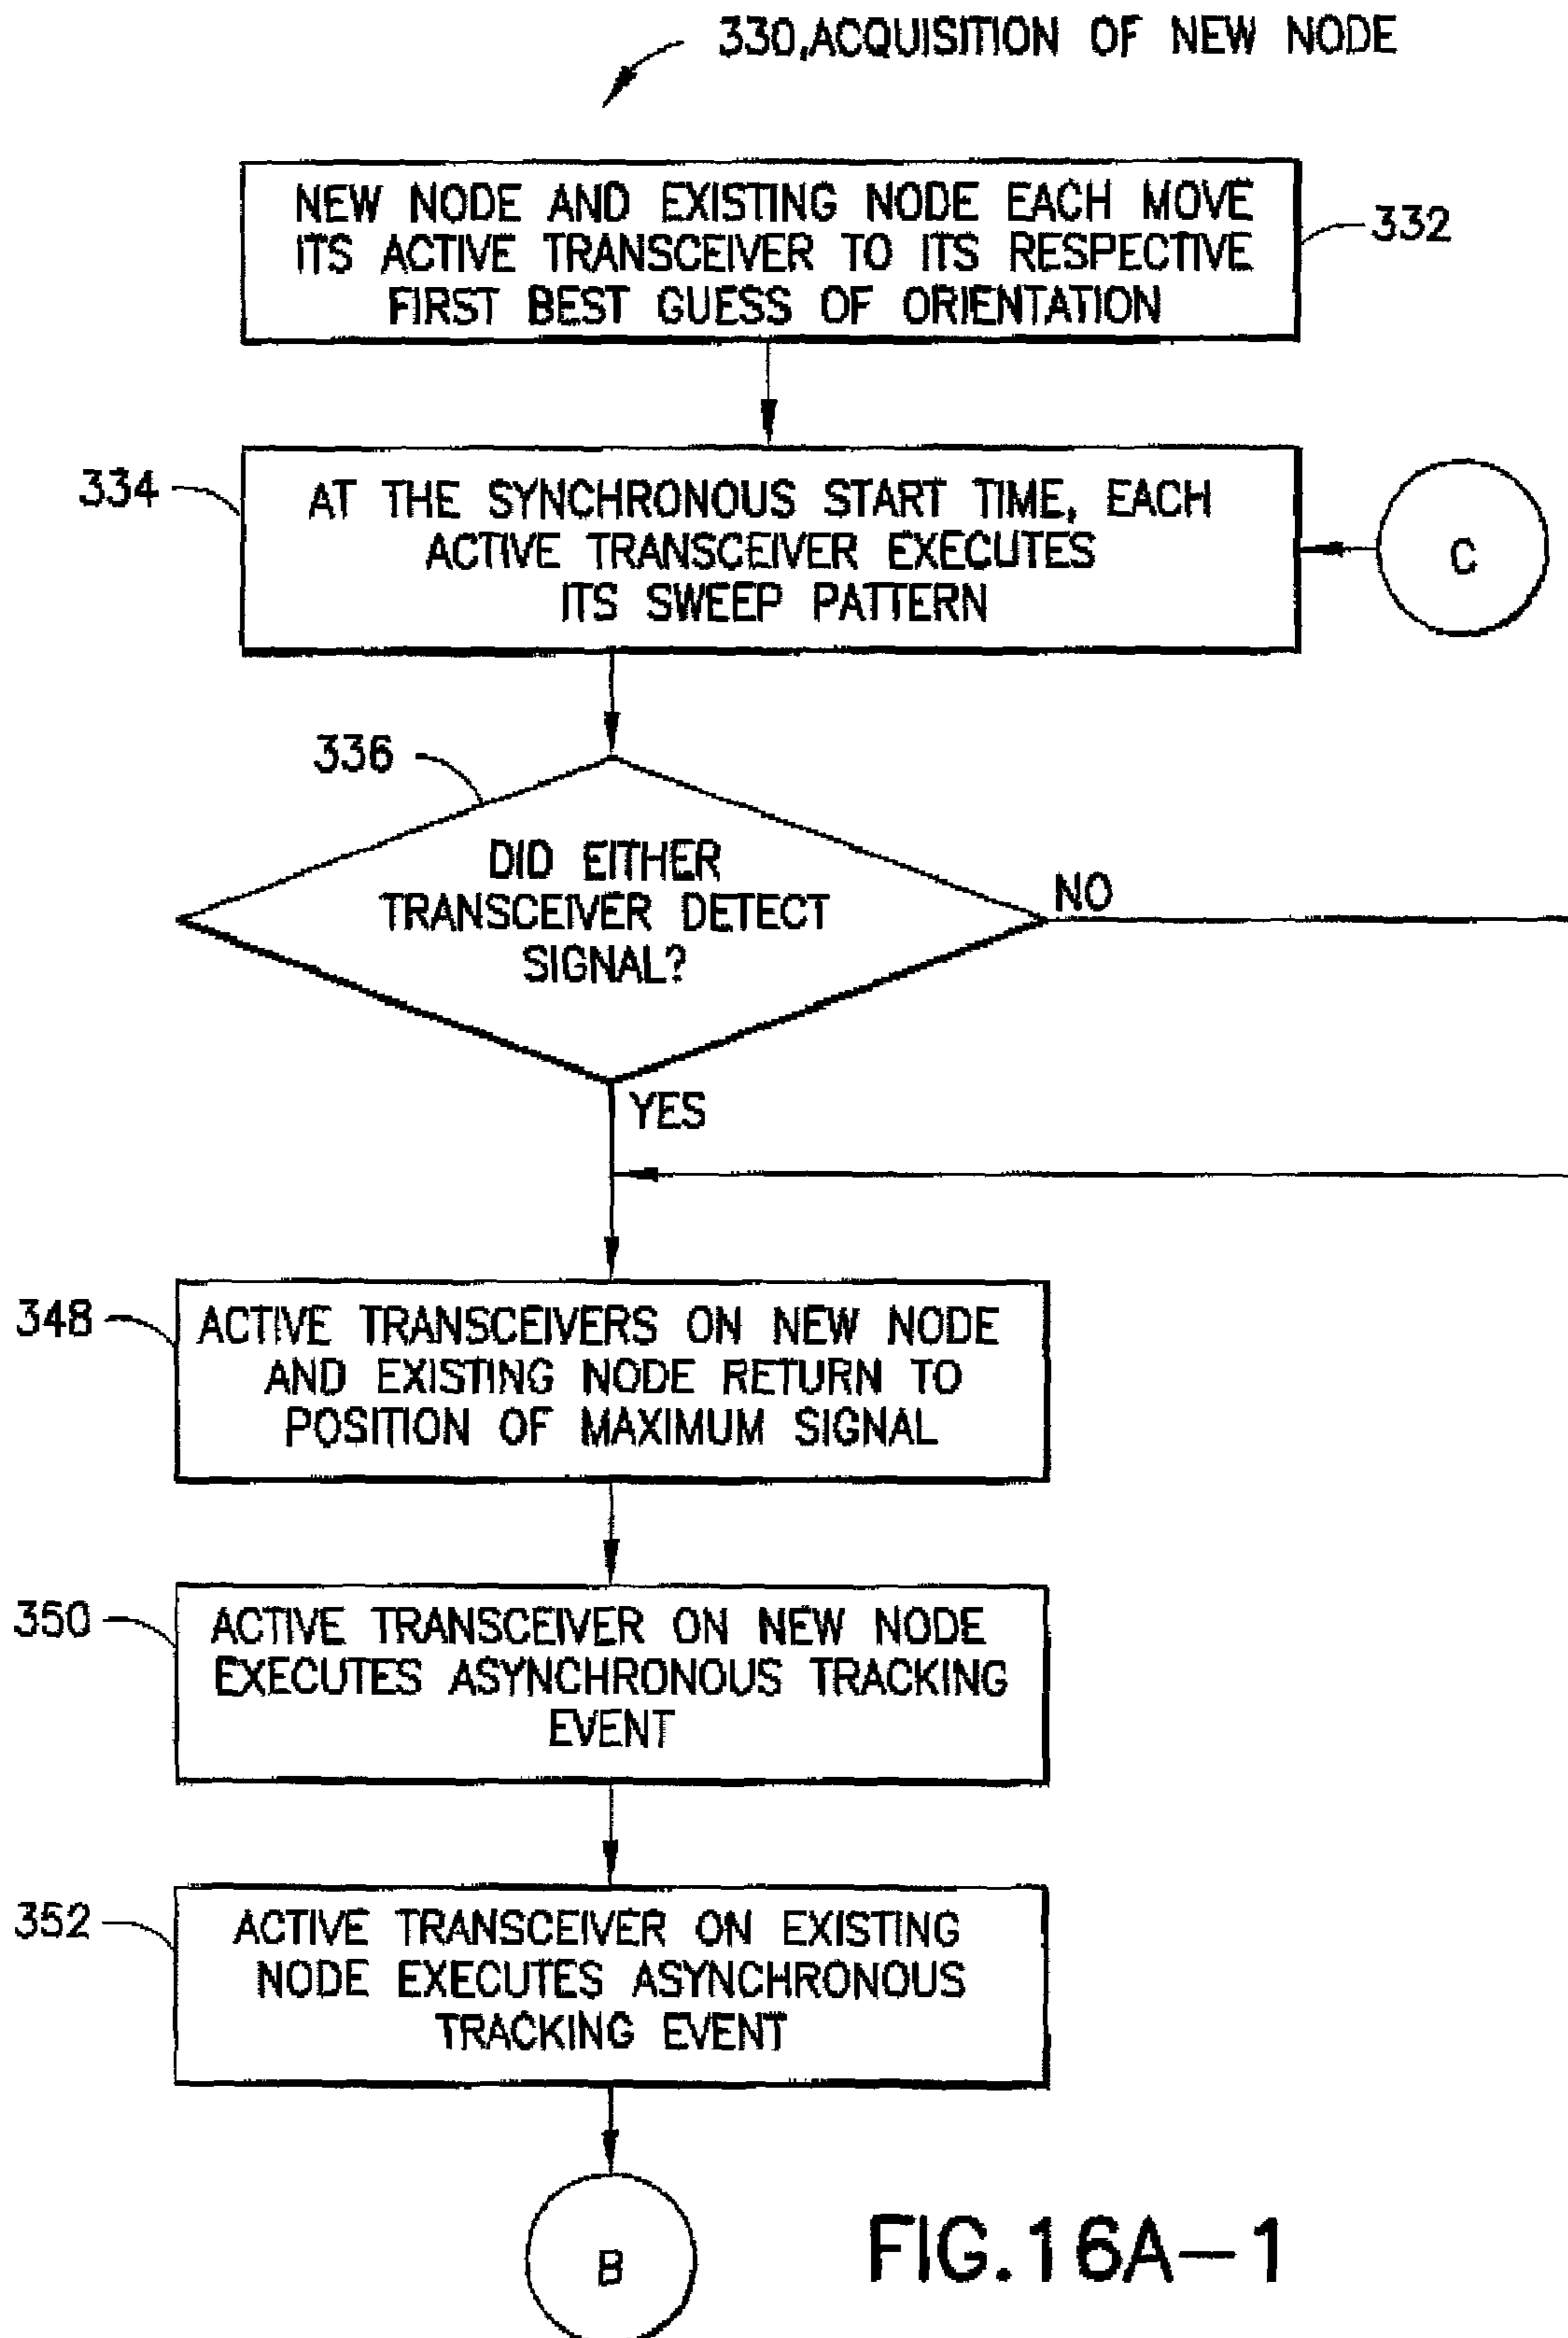 330,ACQUISITION OF NEW NODE
NEW NODE AND EXISTING NODE EACH MOVE
ITS ACTIVE TRANSCEIVER TO ITS RESPECTIVE
FIRST BEST GUESS OF ORIENTATION
332
334
AT THE SYNCHRONOUS START TIME, EACH
ACTIVE TRANSCEIVER EXECUTES
ITS SWEEP PATTERN
C
336
DID EITHER
TRANSCEIVER DETECT
SIGNAL?
NO
YES
348
ACTIVE TRANSCEIVERS ON NEW NODE
AND EXISTING NODE RETURN TO
POSITION OF MAXIMUM SIGNAL
350
ACTIVE TRANSCEIVER ON NEW NODE
EXECUTES ASYNCHRONOUS TRACKING
EVENT
352
ACTIVE TRANSCEIVER ON EXISTING
NODE EXECUTES ASYNCHRONOUS
TRACKING EVENT
B
FIG.16A-1